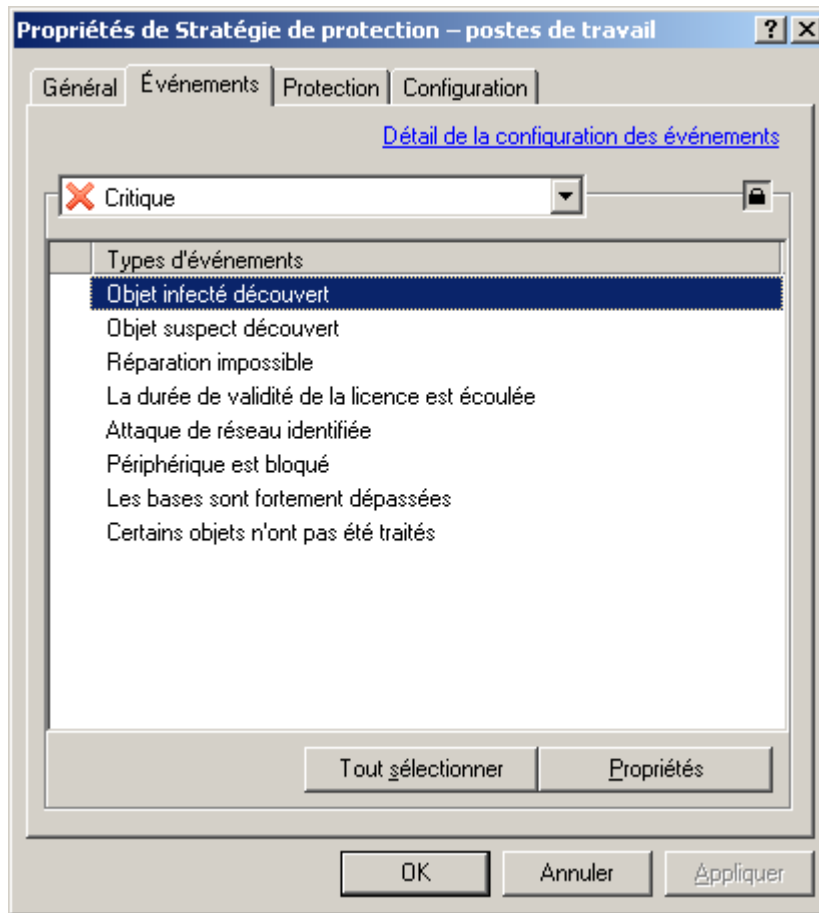 Propriétés de Stratégie de protection – postes de travail
Général Événements Protection Configuration
Détail de la configuration des événements
Critique
Types d'événements
Objet infecté découvert
Objet suspect découvert
Réparation impossible
La durée de validité de la licence est écoulée
Attaque de réseau identifiée
Périphérique est bloqué
Les bases sont fortement dépassées
Certains objets n'ont pas été traités
Tout sélectionner Propriétés
OK Annuler Appliquer